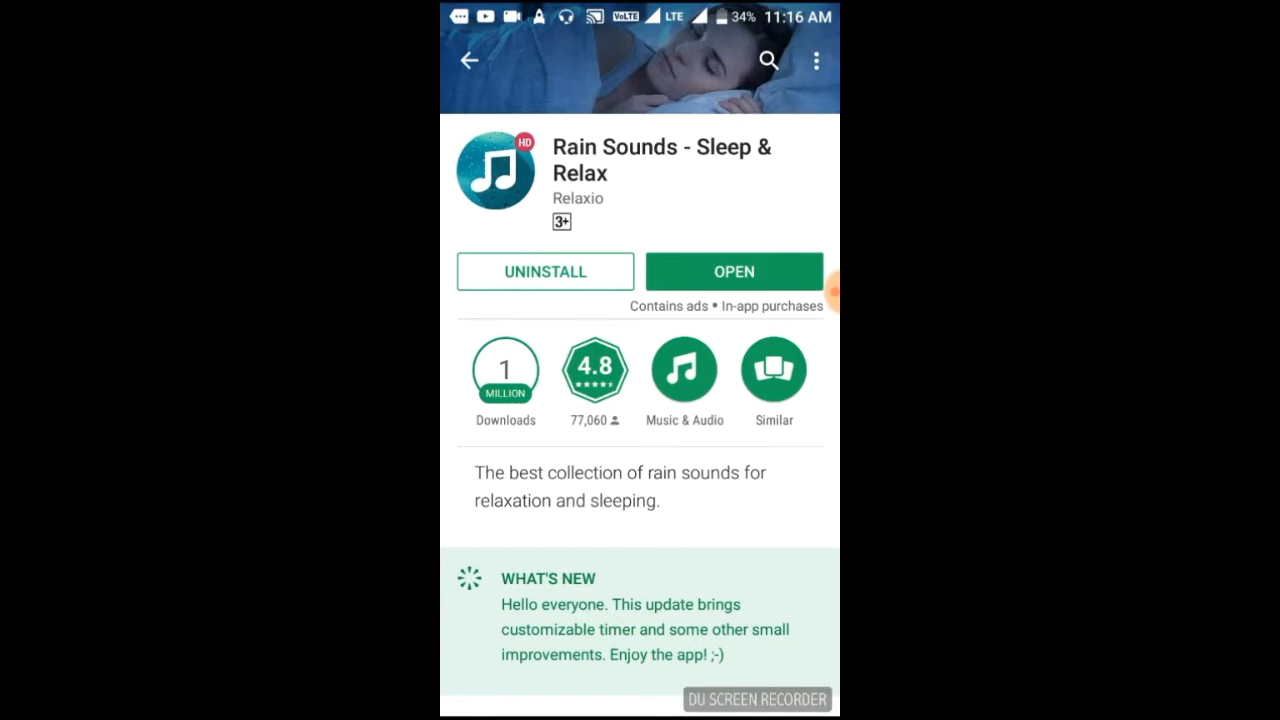 VoLTE LTE 34% 11:16 AM
HD
Rain Sounds - Sleep &
Relax
Relaxio
3+
UNINSTALL OPEN
Contains ads • In-app purchases
1 4.8
MILLION
Downloads 77,060 Music & Audio Similar
The best collection of rain sounds for
relaxation and sleeping.
WHAT'S NEW
Hello everyone. This update brings
customizable timer and some other small
improvements. Enjoy the app! ;-)
DU SCREEN RECORDER